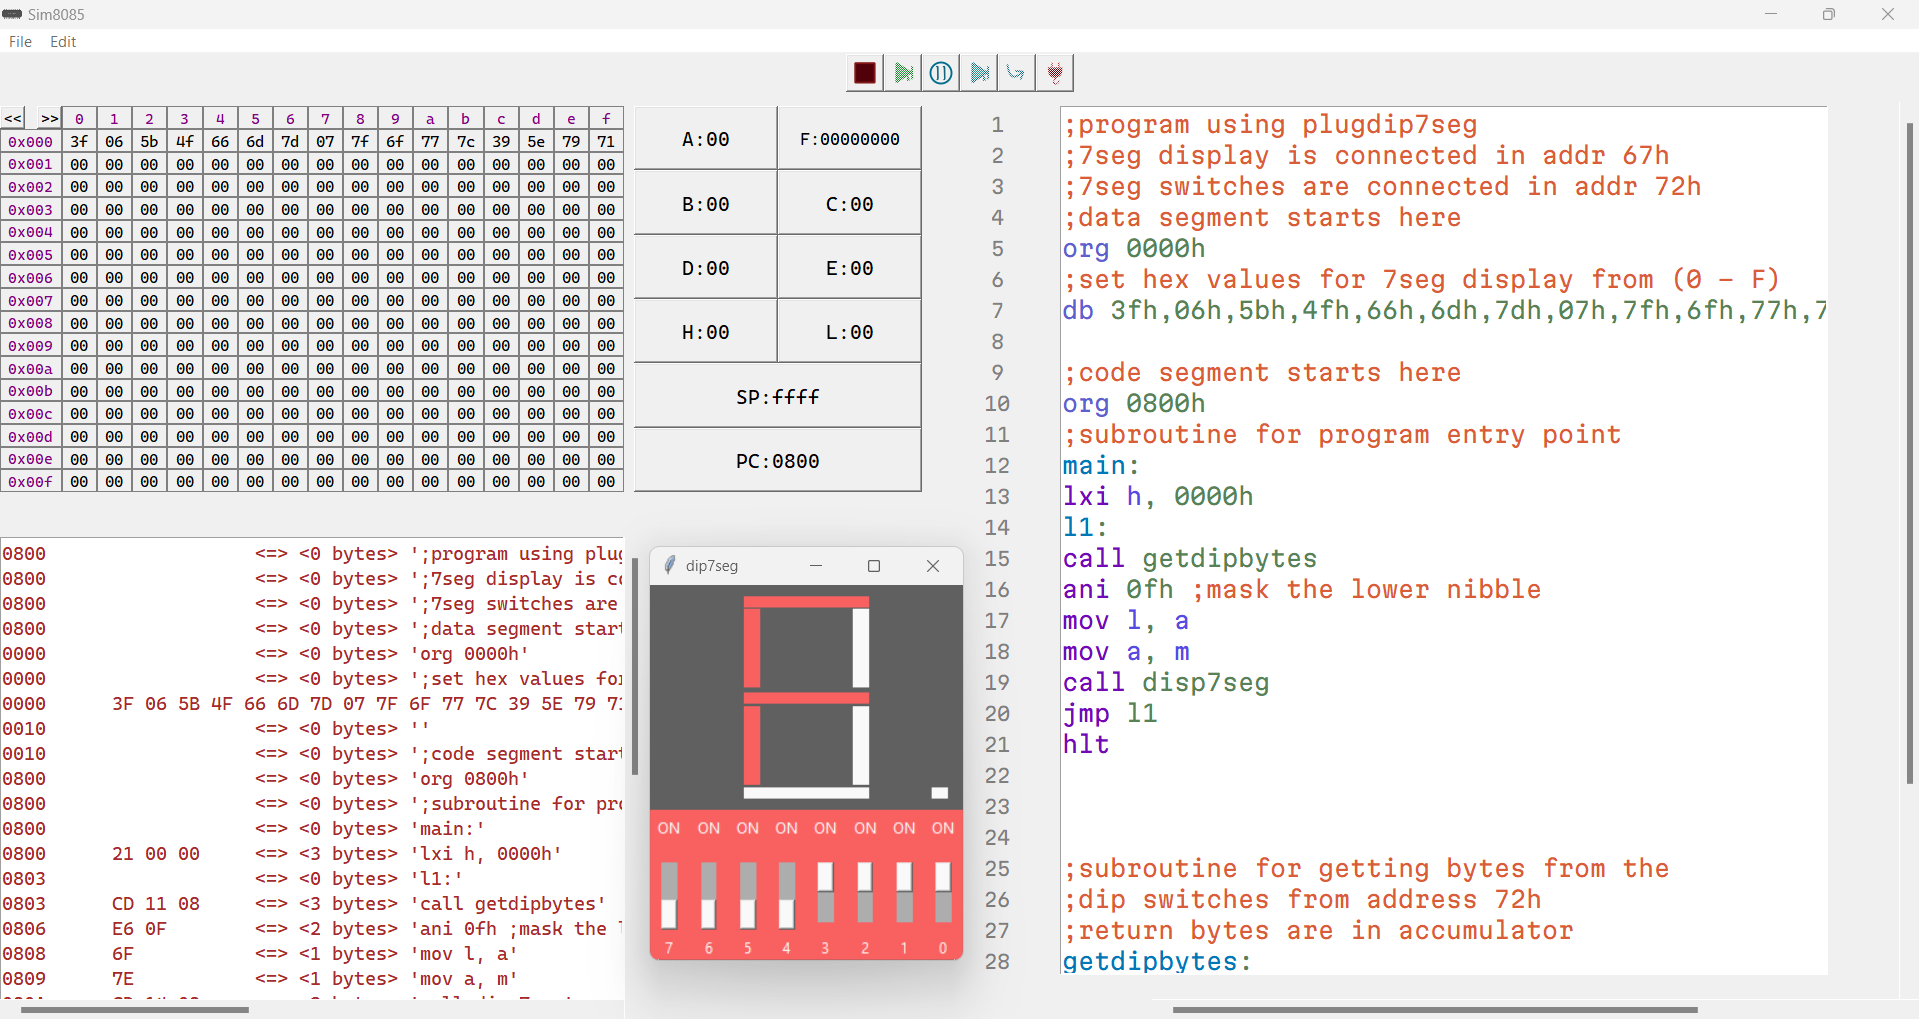 Sim8085
File Edit
<< >> 0 1 2 3 4 5 6 7 8 9 a b c d e f
0x000 3f 06 5b 4f 66 6d 7d 07 7f 6f 77 7c 39 5e 79 71
0x001 00 00 00 00 00 00 00 00 00 00 00 00 00 00 00 00
0x002 00 00 00 00 00 00 00 00 00 00 00 00 00 00 00 00
0x003 00 00 00 00 00 00 00 00 00 00 00 00 00 00 00 00
0x004 00 00 00 00 00 00 00 00 00 00 00 00 00 00 00 00
0x005 00 00 00 00 00 00 00 00 00 00 00 00 00 00 00 00
0x006 00 00 00 00 00 00 00 00 00 00 00 00 00 00 00 00
0x007 00 00 00 00 00 00 00 00 00 00 00 00 00 00 00 00
0x008 00 00 00 00 00 00 00 00 00 00 00 00 00 00 00 00
0x009 00 00 00 00 00 00 00 00 00 00 00 00 00 00 00 00
0x00a 00 00 00 00 00 00 00 00 00 00 00 00 00 00 00 00
0x00b 00 00 00 00 00 00 00 00 00 00 00 00 00 00 00 00
0x00c 00 00 00 00 00 00 00 00 00 00 00 00 00 00 00 00
0x00d 00 00 00 00 00 00 00 00 00 00 00 00 00 00 00 00
0x00e 00 00 00 00 00 00 00 00 00 00 00 00 00 00 00 00
0x00f 00 00 00 00 00 00 00 00 00 00 00 00 00 00 00 00
A:00 F:00000000
B:00 C:00
D:00 E:00
H:00 L:00
SP:ffff
PC:0800
0800 <=> <0 bytes> ';program using plug
0800 <=> <0 bytes> ';7seg display is co
0800 <=> <0 bytes> ';7seg switches are
0800 <=> <0 bytes> ';data segment start
0000 <=> <0 bytes> 'org 0000h'
0000 <=> <0 bytes> ';set hex values for
0000 3F 06 5B 4F 66 6D 7D 07 7F 6F 77 7C 39 5E 79 71
0010 <=> <0 bytes> ''
0010 <=> <0 bytes> ';code segment start
0800 <=> <0 bytes> 'org 0800h'
0800 <=> <0 bytes> ';subroutine for pro
0800 <=> <0 bytes> 'main:'
0800 21 00 00 <=> <3 bytes> 'lxi h, 0000h'
0803 <=> <0 bytes> 'l1:'
0803 CD 11 08 <=> <3 bytes> 'call getdipbytes'
0806 E6 0F <=> <2 bytes> 'ani 0fh ;mask the l
0808 6F <=> <1 bytes> 'mov l, a'
0809 7E <=> <1 bytes> 'mov a, m'
dip7seg
ON ON ON ON ON ON ON ON
7 6 5 4 3 2 1 0
1 ;program using plugdip7seg
2 ;7seg display is connected in addr 67h
3 ;7seg switches are connected in addr 72h
4 ;data segment starts here
5 org 0000h
6 ;set hex values for 7seg display from (0 - F)
7 db 3fh,06h,5bh,4fh,66h,6dh,7dh,07h,7fh,6fh,77h,7
8
9 ;code segment starts here
10 org 0800h
11 ;subroutine for program entry point
12 main:
13 lxi h, 0000h
14 l1:
15 call getdipbytes
16 ani 0fh ;mask the lower nibble
17 mov l, a
18 mov a, m
19 call disp7seg
20 jmp l1
21 hlt
22
23
24
25 ;subroutine for getting bytes from the
26 ;dip switches from address 72h
27 ;return bytes are in accumulator
28 getdipbytes: